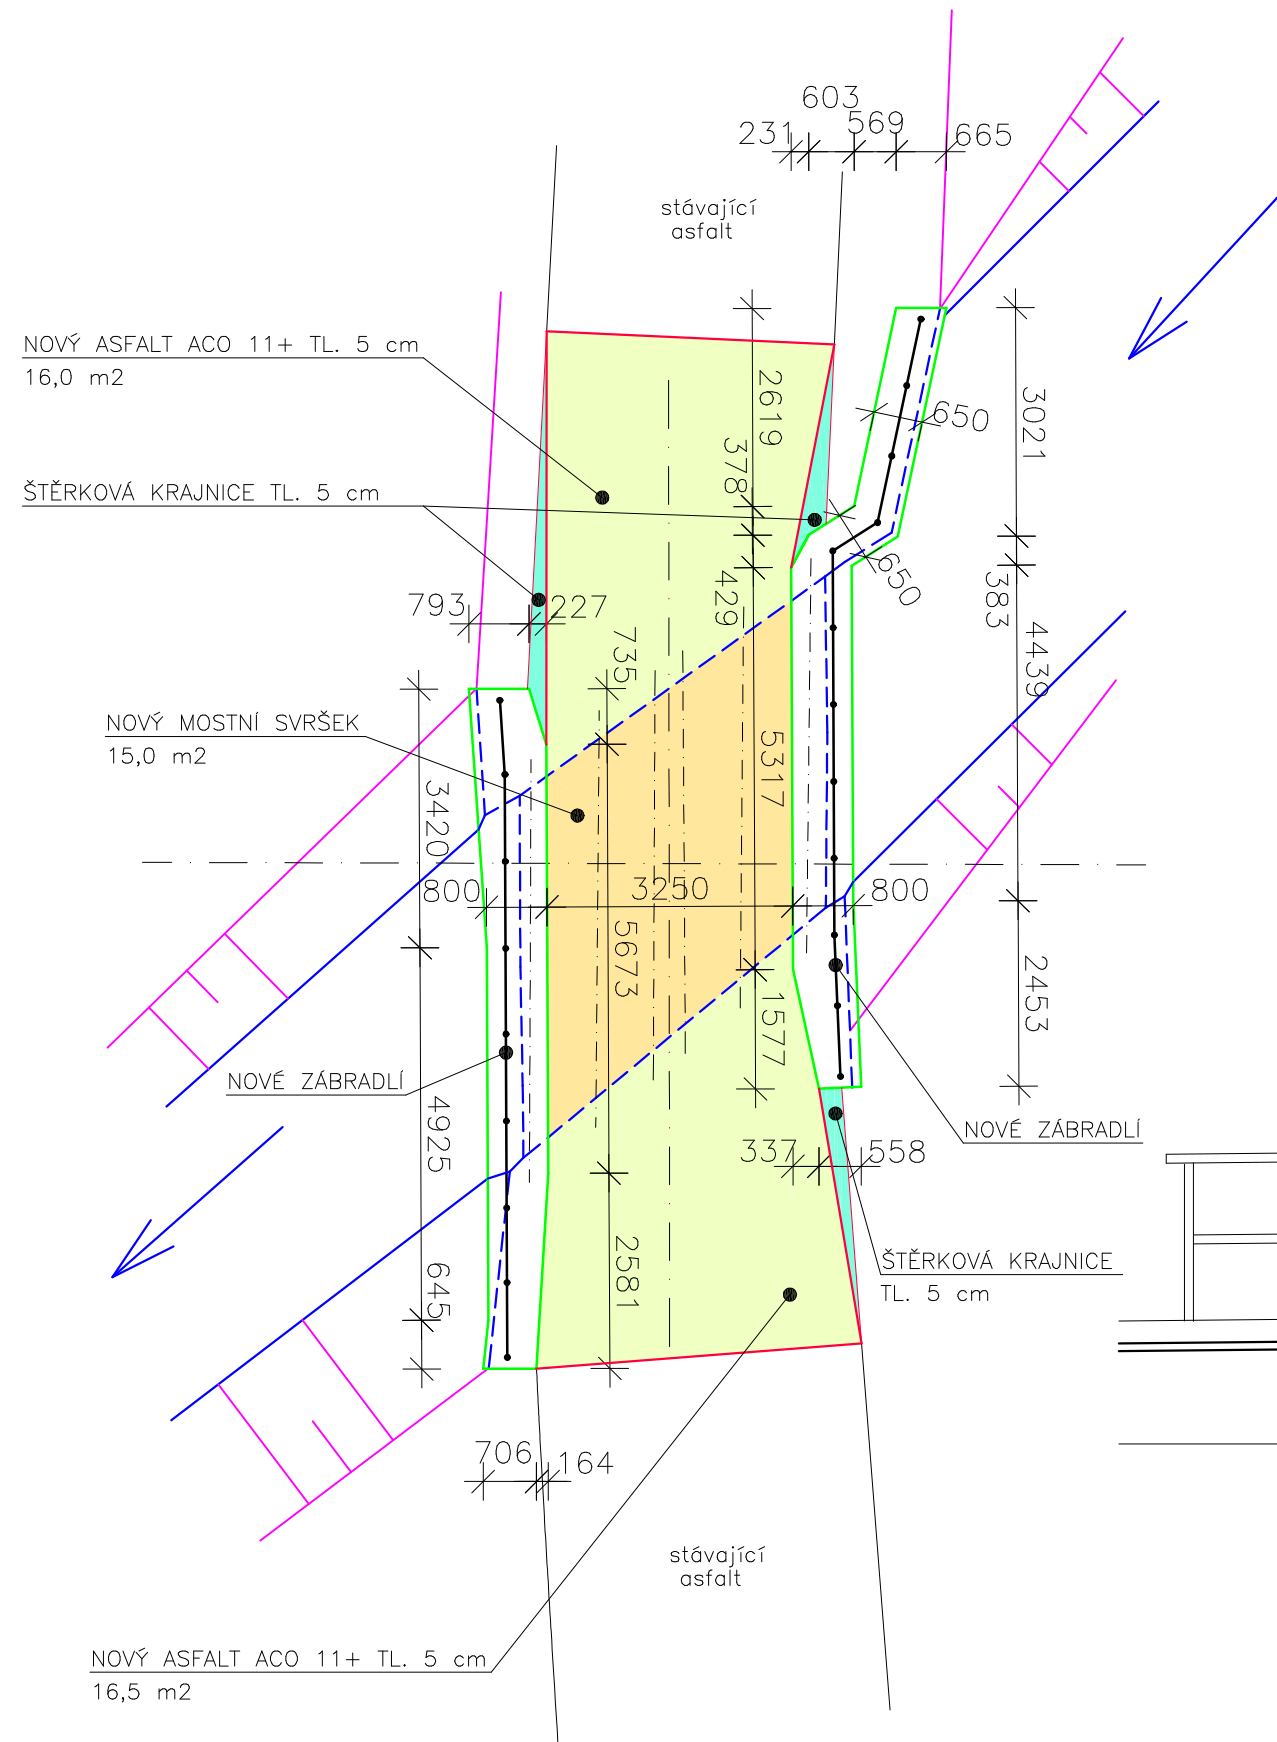 603
231
569
665
stávající
asfalt
NOVÝ ASFALT ACO 11+ TL. 5 cm
16,0 m2
2619
3021
650
378
ŠTĚRKOVÁ KRAJNICE TL. 5 cm
650
429
383
793
227
735
4439
NOVÝ MOSTNÍ SVRŠEK
15,0 m2
5317
3420
800
3250
800
5673
2453
1577
NOVÉ ZÁBRADLÍ
4925
NOVÉ ZÁBRADLÍ
337
558
2581
645
ŠTĚRKOVÁ KRAJNICE
TL. 5 cm
706
164
stávající
asfalt
NOVÝ ASFALT ACO 11+ TL. 5 cm
16,5 m2